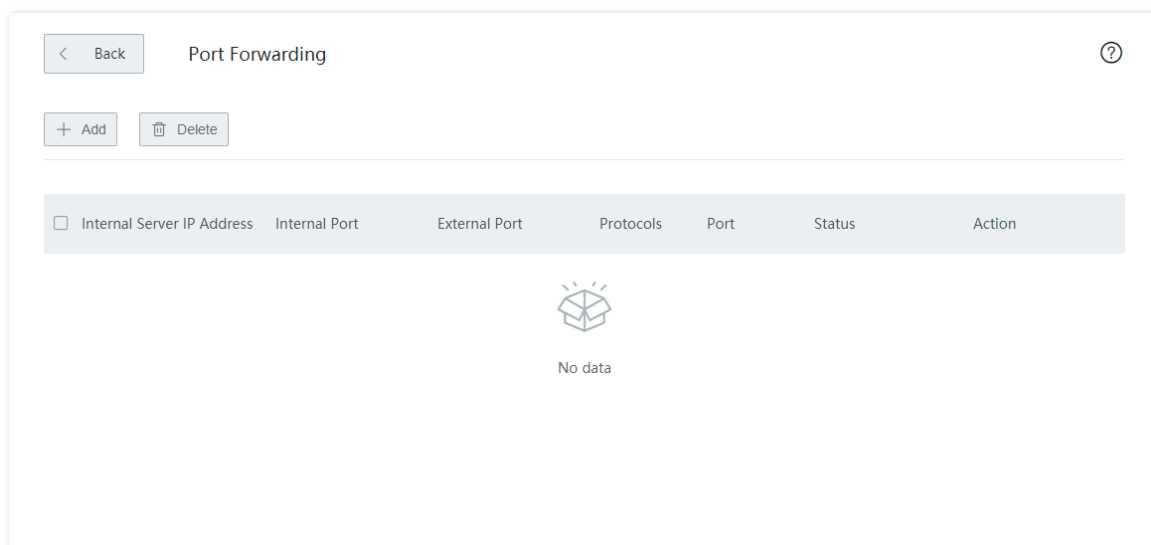 Back Port Forwarding
Add Delete
Internal Server IP Address Internal Port External Port Protocols Port Status Action
No data